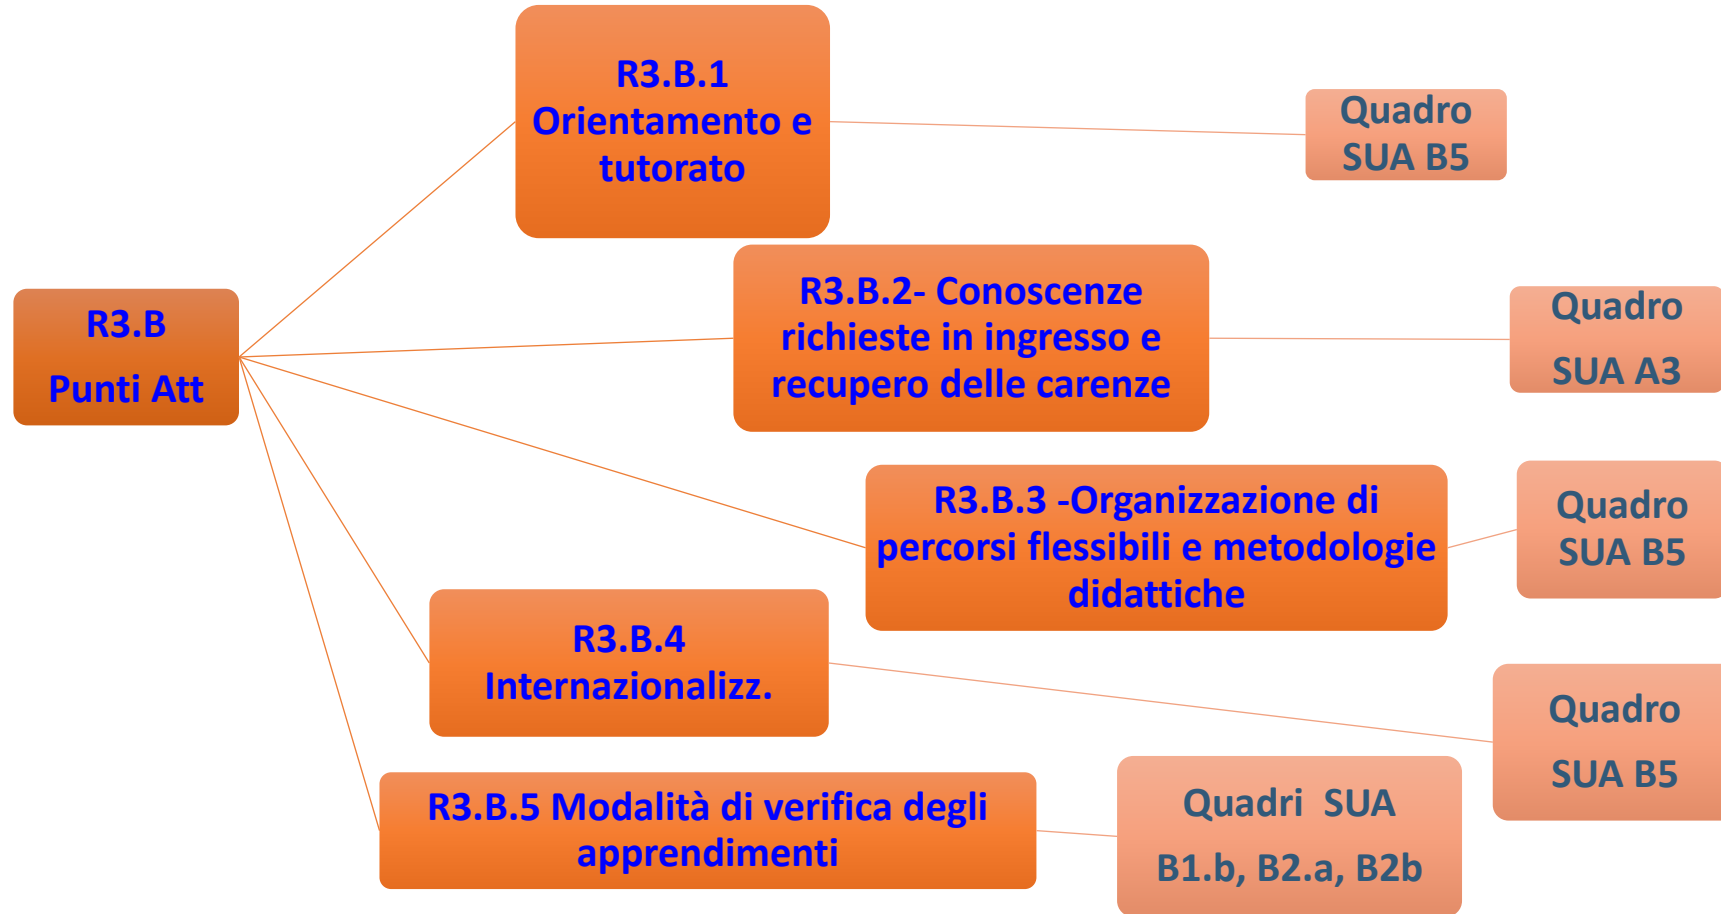 R3.B
Punti Att
R3.B.1
Orientamento e
tutorato
Quadro
SUA B5
R3.B.2- Conoscenze
richieste in ingresso e
recupero delle carenze
Quadro
SUA A3
R3.B.3 -Organizzazione di
percorsi flessibili e metodologie
didattiche
Quadro
SUA B5
R3.B.4
Internazionalizz.
Quadro
SUA B5
R3.B.5 Modalità di verifica degli
apprendimenti
Quadri SUA
B1.b, B2.a, B2b